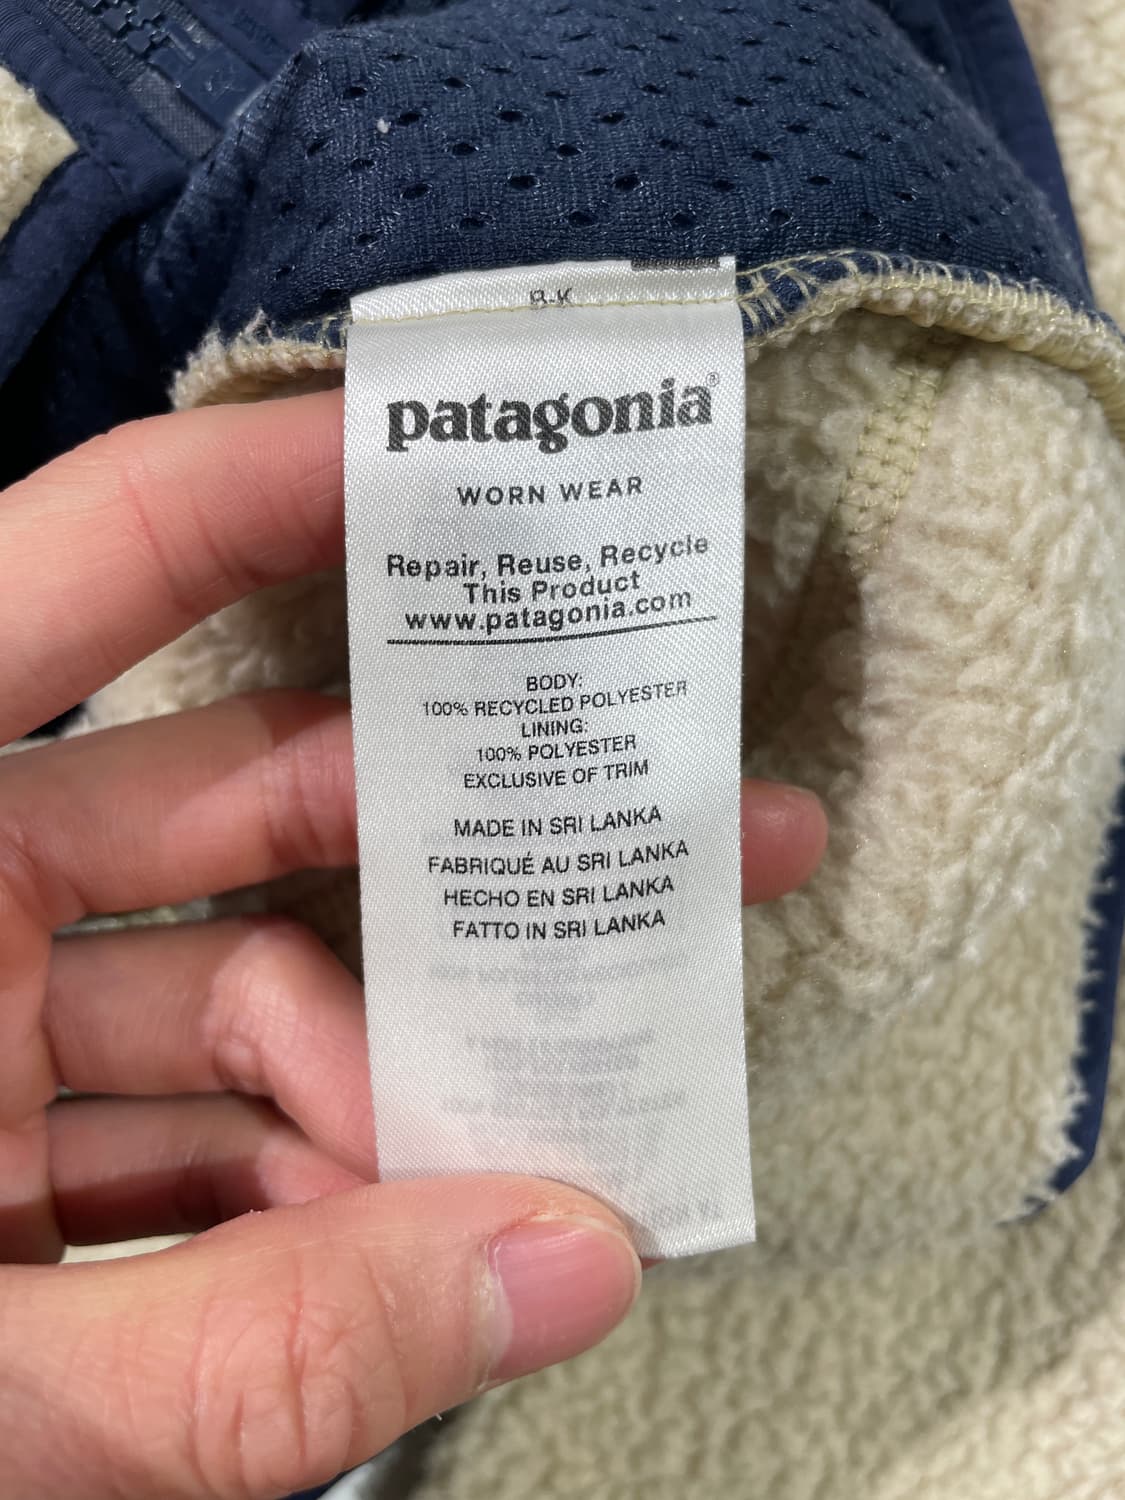 patagonia®
WORN WEAR
Repair, Reuse, Recycle
This Product
www.patagonia.com
BODY:
100% RECYCLED POLYESTER
LINING:
100% POLYESTER
EXCLUSIVE OF TRIM
MADE IN SRI LANKA
FABRIQUÉ AU SRI LANKA
HECHO EN SRI LANKA
FATTO IN SRI LANKA